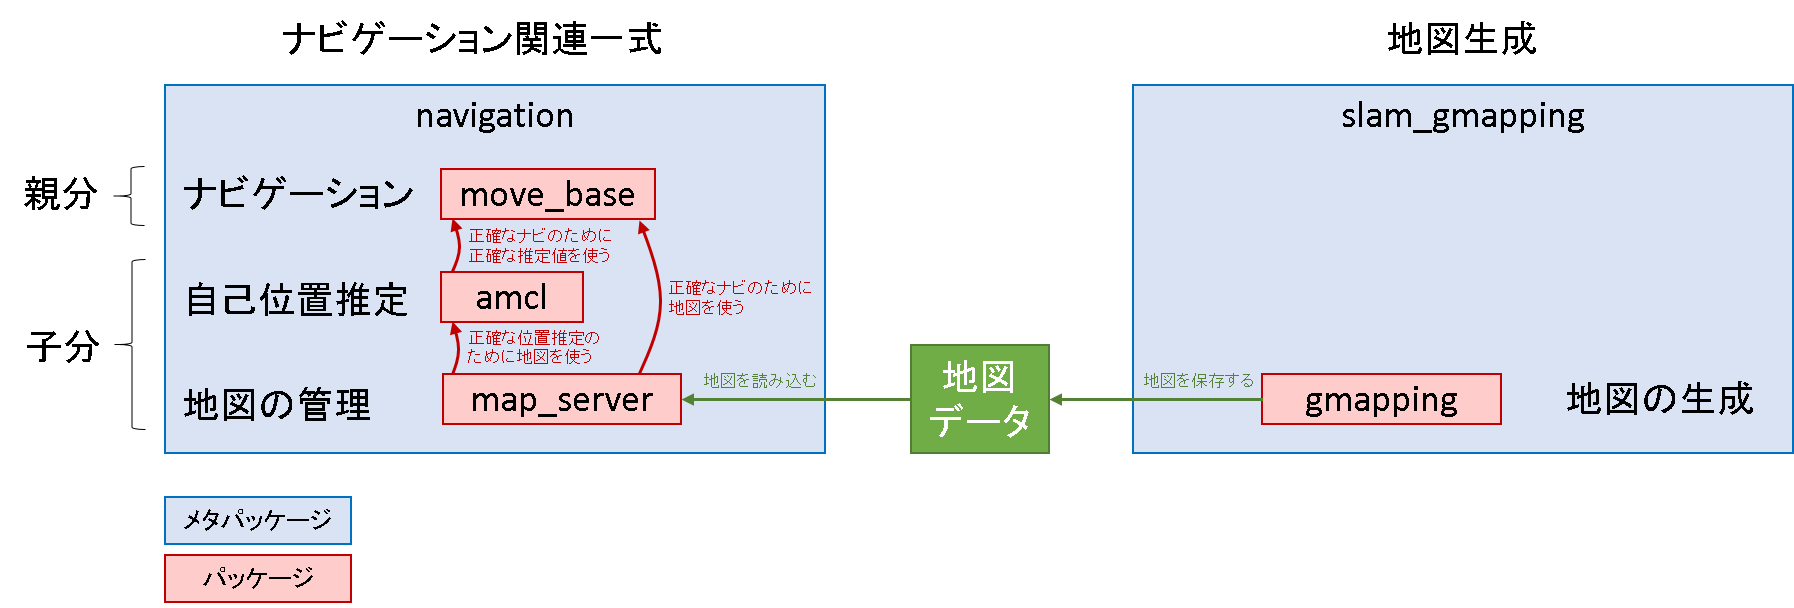 ナビゲーション関連一式
地図生成
navigation
slam_gmapping
親分
ナビゲーション
move_base
正確なナビのために
正確な推定値を使う
子分
自己位置推定
amcl
正確なナビのために
地図を使う
正確な位置推定の
ために地図を使う
地図の管理
map_server
地図を読み込む
地図
データ
地図を保存する
gmapping
地図の生成
メタパッケージ
パッケージ